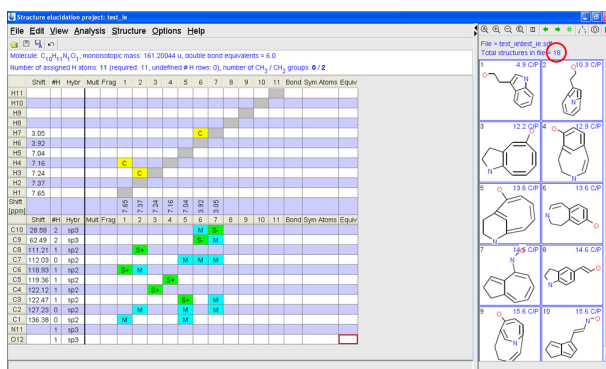 Structure elucidation project: test_ie
File Edit View Analysis Structure Options Help
Molecule: C10H11N1O1, monoisotopic mass: 161.20044 u, double bond equivalents = 6.0
Number of assigned H atoms: 11 (required: 11, undefined # H rows: 0), number of CH3 / CH2 groups: 0 / 2
Shift #H Hybr Mult Frag 1 2 3 4 5 6 7 8 9 10 11 Bond Sym Atoms Equiv
H11
H10
H9
H8
H7 3.05 C
H6 3.92
H5 7.04
H4 7.16 C
H3 7.24 C
H2 7.37
H1 7.65
Shift [ppm] 7.65 7.37 7.24 7.16 7.04 3.92 3.05
Shift #H Hybr Mult Frag 1 2 3 4 5 6 7 8 9 10 11 Bond Sym Atoms Equiv
C10 28.58 2 sp3 M S-
C9 62.49 2 sp3 S- M
C8 111.21 1 sp2 S+
C7 112.03 0 sp2 M M M
C6 118.93 1 sp2 S+ M
C5 119.36 1 sp2 S+
C4 122.12 1 sp2 S+
C3 122.47 1 sp2 S+ M
C2 127.23 0 sp2 M M M
C1 136.38 0 sp2 M M
N11 1 sp3
O12 1 sp3
File = test_ie\test_ie.sdf
Total structures in file = 18
1 4.9 C/P 2 10.3 C/P
3 12.2 C/P 4 12.9 C/P
5 13.6 C/P 6 13.6 C/P
7 14.6 C/P 8 14.6 C/P
9 15.6 C/P 10 15.6 C/P